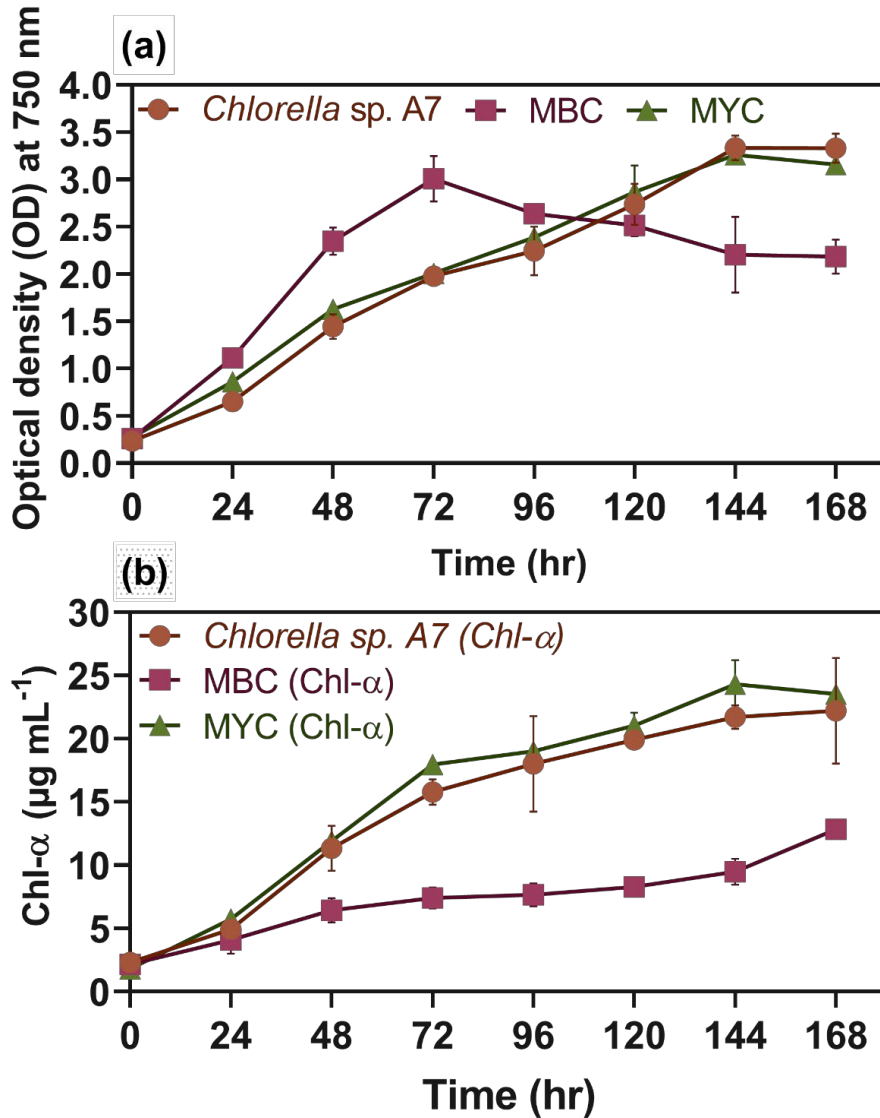 (a)
Optical density (OD) at 750 nm
4.0
3.5
3.0
2.5
2.0
1.5
1.0
0.5
0.0
Chlorella sp. A7 MBC MYC
0 24 48 72 96 120 144 168
Time (hr)
(b)
Chl-α (µg mL⁻¹)
30
25
20
15
10
5
0
Chlorella sp. A7 (Chl-α)
MBC (Chl-α)
MYC (Chl-α)
0 24 48 72 96 120 144 168
Time (hr)